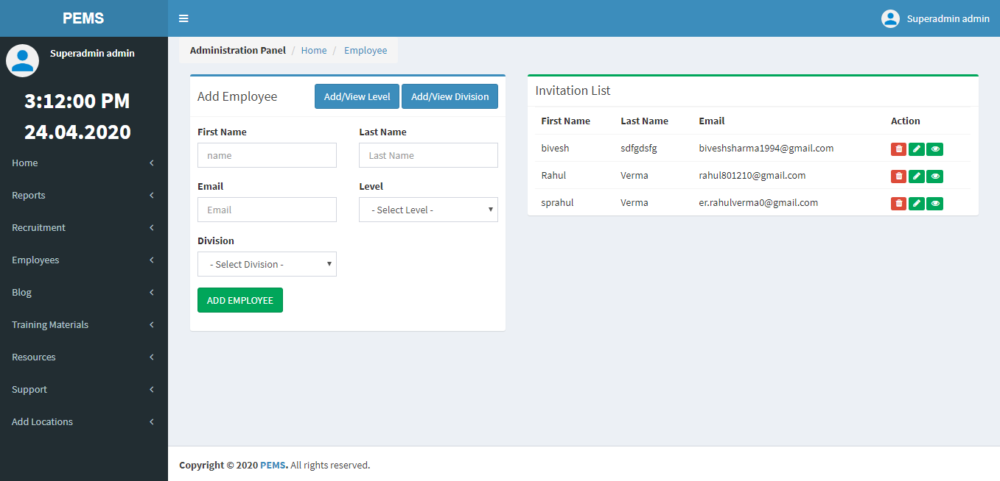 PEMS
Superadmin admin
Superadmin admin
3:12:00 PM
24.04.2020
Home
Reports
Recruitment
Employees
Blog
Training Materials
Resources
Support
Add Locations
Administration Panel / Home / Employee
Add Employee
Add/View Level
Add/View Division
First Name
Last Name
name
Last Name
Email
Level
Email
- Select Level -
Division
- Select Division -
ADD EMPLOYEE
Invitation List
First Name Last Name Email Action
bivesh sdfgdsfg biveshsharma1994@gmail.com
Rahul Verma rahul801210@gmail.com
sprahul Verma er.rahulverma0@gmail.com
Copyright © 2020 PEMS. All rights reserved.